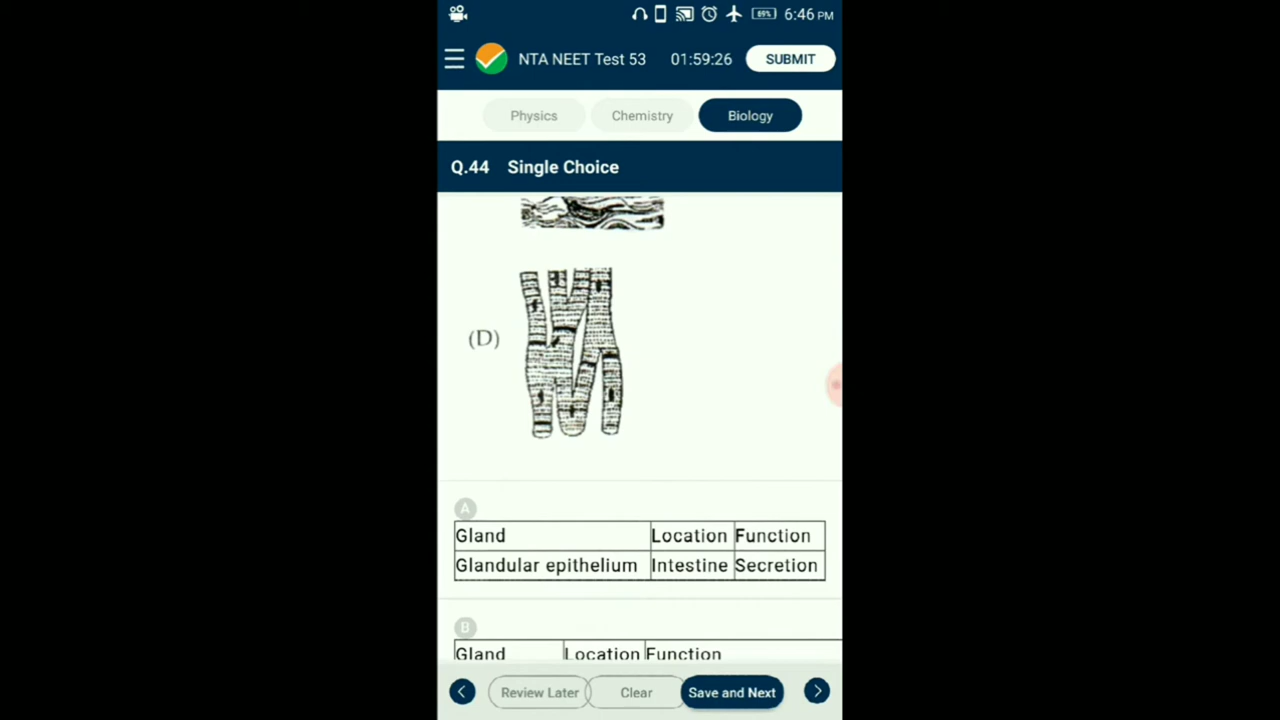 69% 6:46 PM
NTA NEET Test 53 01:59:26 SUBMIT
Physics Chemistry Biology
Q.44 Single Choice
(D)
A
Gland Location Function
Glandular epithelium Intestine Secretion
B
Gland Location Function
Review Later Clear Save and Next